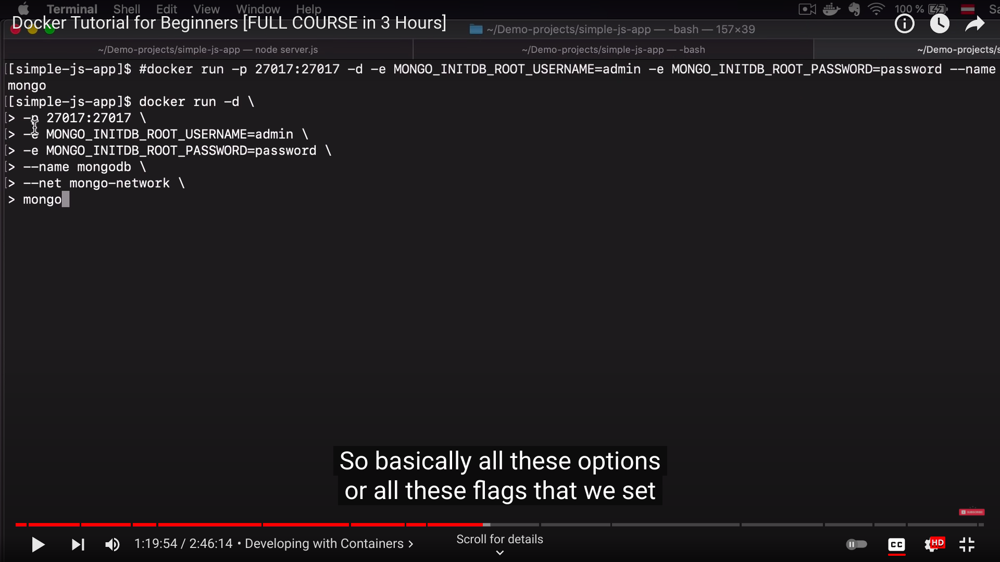 Terminal Shell Edit View Window Help 100 %
Docker Tutorial for Beginners [FULL COURSE in 3 Hours]
~/Demo-projects/simple-js-app — -bash — 157×39
~/Demo-projects/simple-js-app — node server.js
~/Demo-projects/simple-js-app — -bash
~/Demo-projects/s
[[simple-js-app]$ #docker run -p 27017:27017 -d -e MONGO_INITDB_ROOT_USERNAME=admin -e MONGO_INITDB_ROOT_PASSWORD=password --name
mongo
[[simple-js-app]$ docker run -d \
[> -p 27017:27017 \
[> -e MONGO_INITDB_ROOT_USERNAME=admin \
[> -e MONGO_INITDB_ROOT_PASSWORD=password \
[> --name mongodb \
[> --net mongo-network \
> mongo
So basically all these options
or all these flags that we set
SUBSCRIBE
1:19:54 / 2:46:14 • Developing with Containers >
Scroll for details
CC
HD